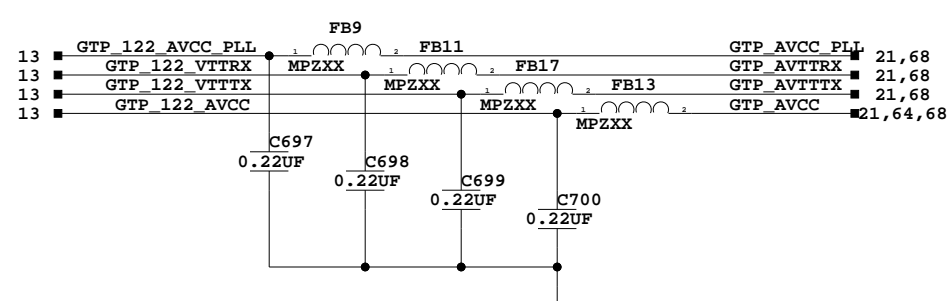 FB9
13 GTP_122_AVCC_PLL 1 2 FB11 GTP_AVCC_PLL 21,68
13 GTP_122_VTTRX MPZXX 1 2 FB17 GTP_AVTTRX 21,68
13 GTP_122_VTTTX MPZXX 1 2 FB13 GTP_AVTTTX 21,68
13 GTP_122_AVCC MPZXX 1 2 GTP_AVCC 21,64,68
MPZXX
C697
0.22UF C698
0.22UF C699
0.22UF C700
0.22UF